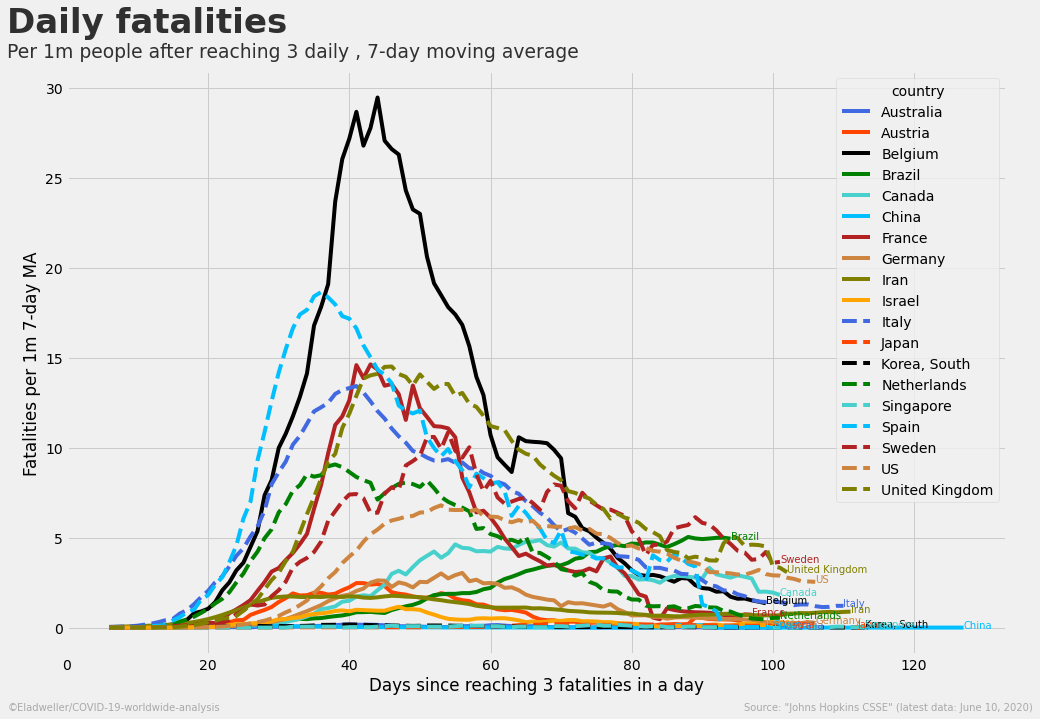 Daily fatalities
Per 1m people after reaching 3 daily , 7-day moving average
Fatalities per 1m 7-day MA
30
25
20
15
10
5
0
country
Australia
Austria
Belgium
Brazil
Canada
China
France
Germany
Iran
Israel
Italy
Japan
Korea, South
Netherlands
Singapore
Spain
Sweden
US
United Kingdom
Brazil
Sweden
United Kingdom
US
Canada
Belgium
Italy
Iran
France
Netherlands
Germany
Korea, South
China
0 20 40 60 80 100 120
Days since reaching 3 fatalities in a day
©Eladweller/COVID-19-worldwide-analysis
Source: "Johns Hopkins CSSE" (latest data: June 10, 2020)